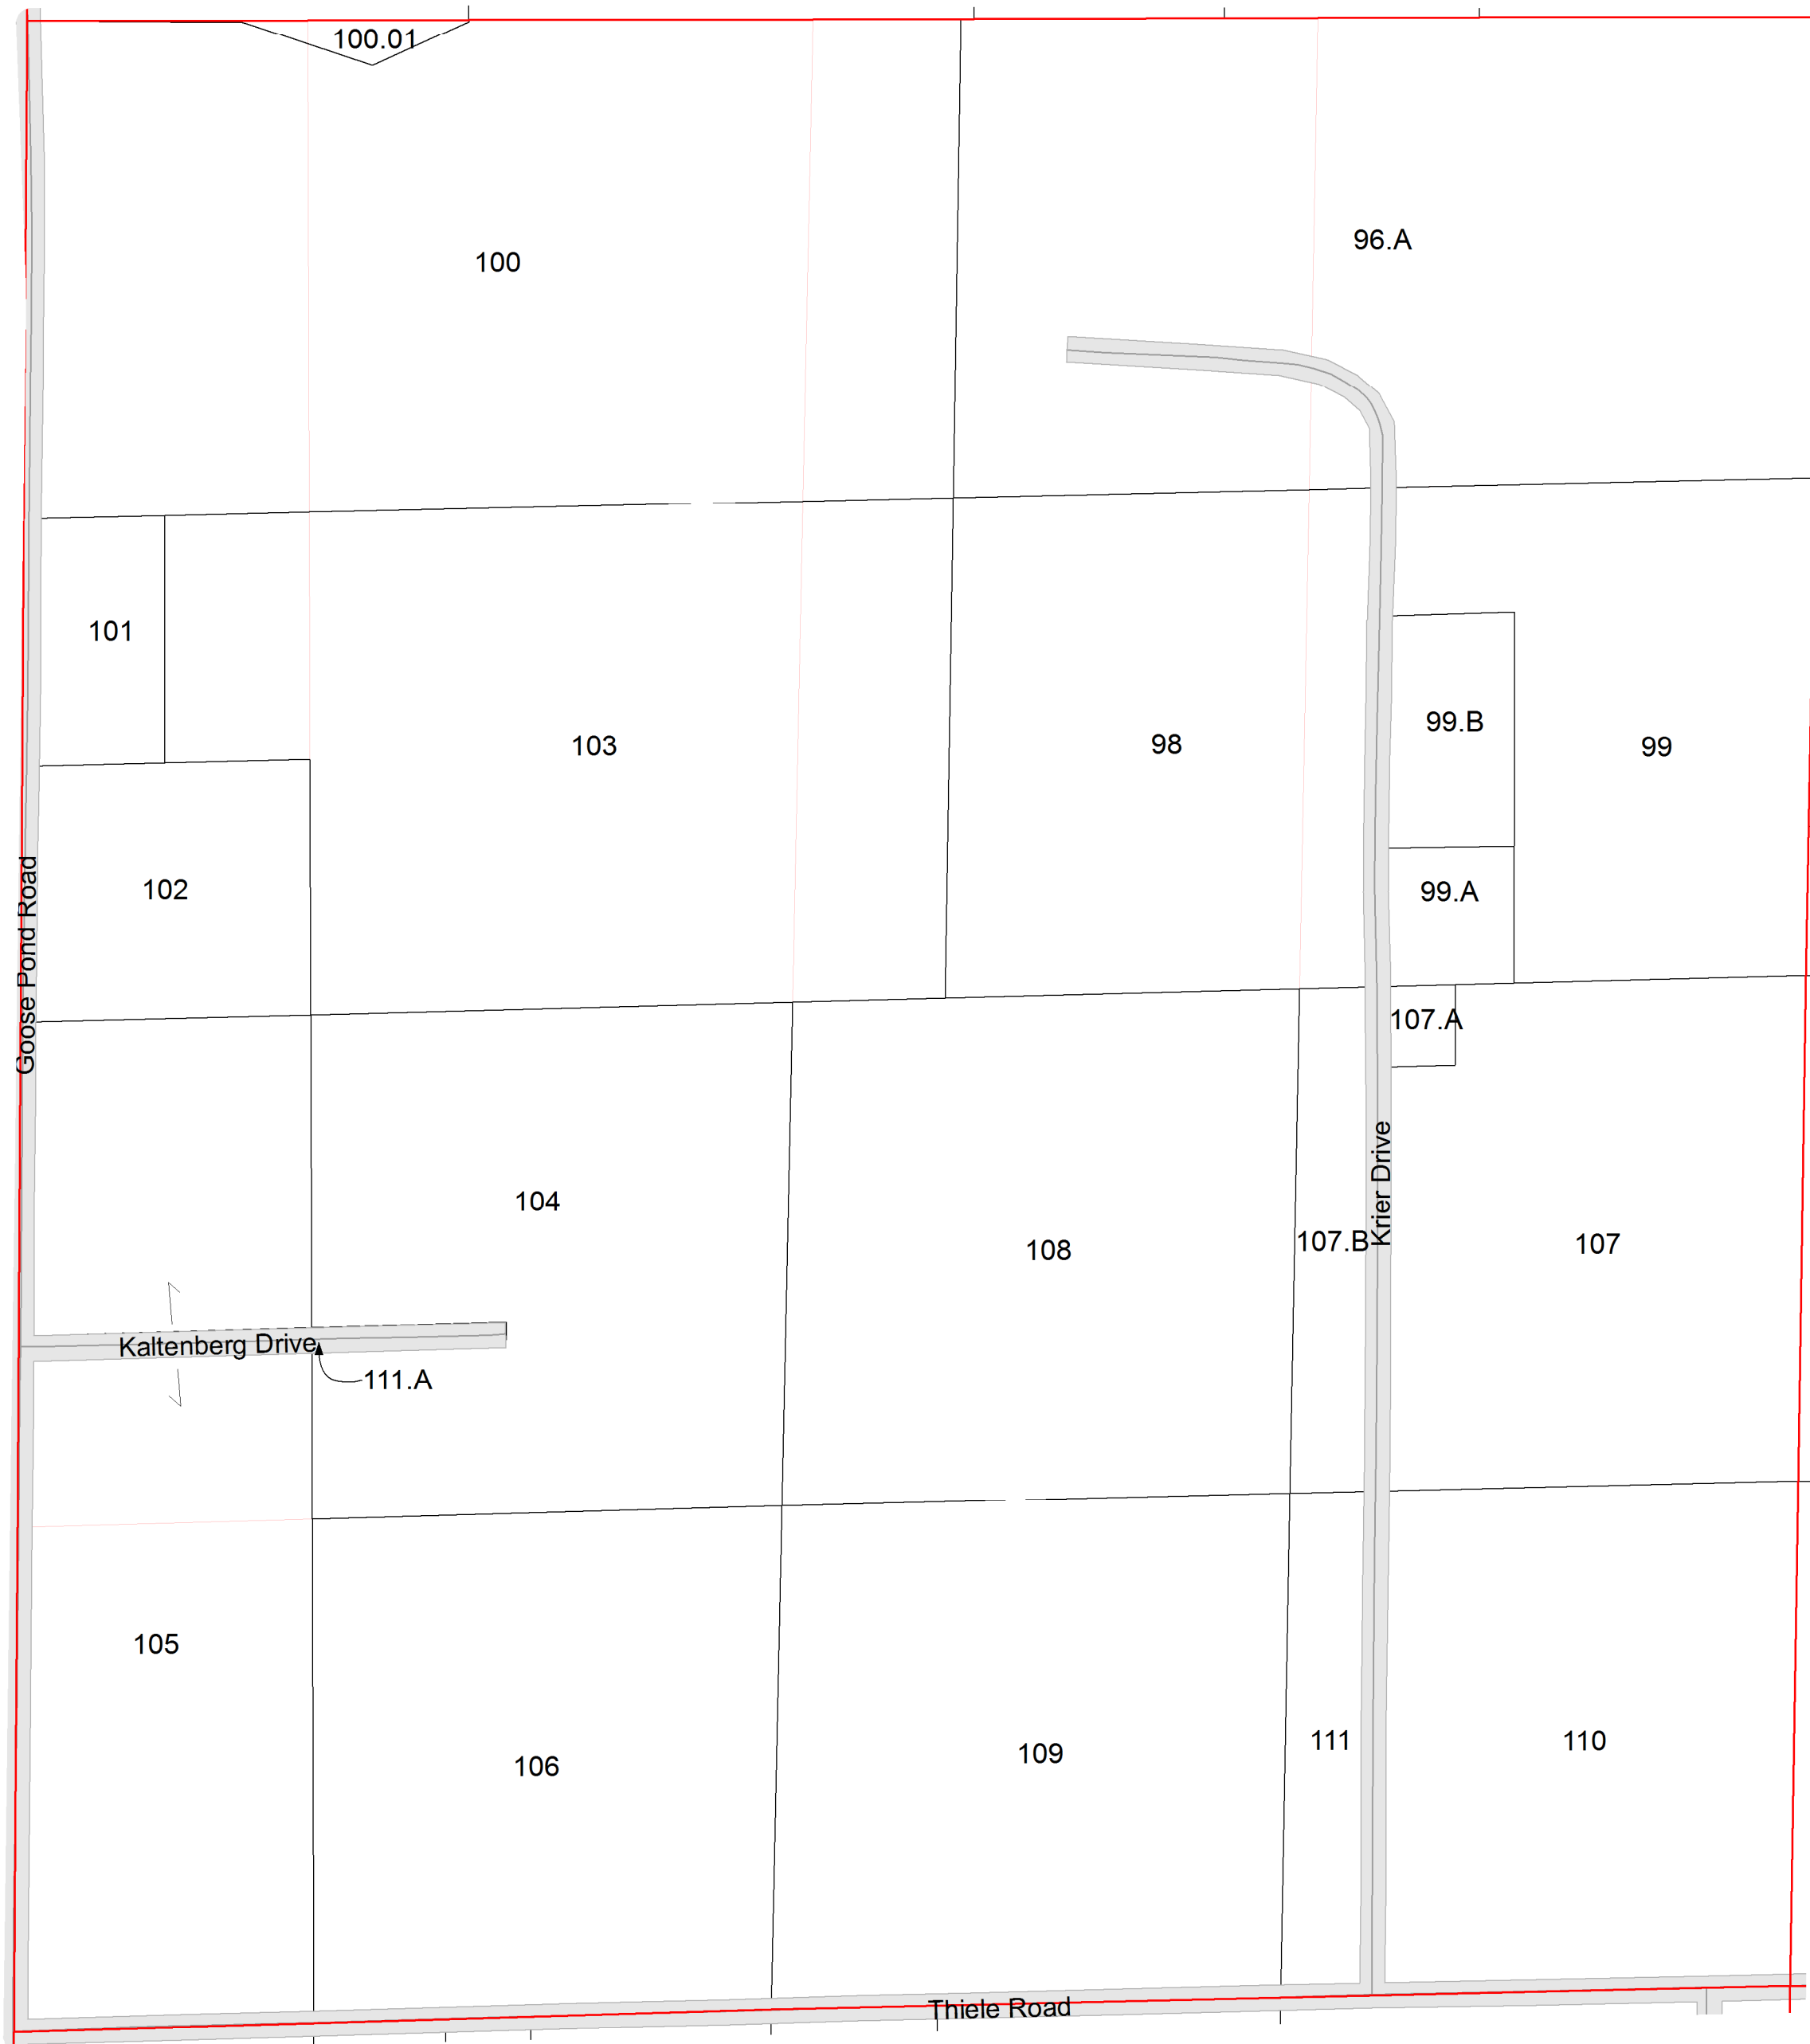 100.01
96.A
100
101
99.B
103
98
99
102
99.A
Goose Pond Road
107.A
104
Krier Drive
107.B
107
108
Kaltenberg Drive
111.A
105
111
110
109
106
Thiele Road